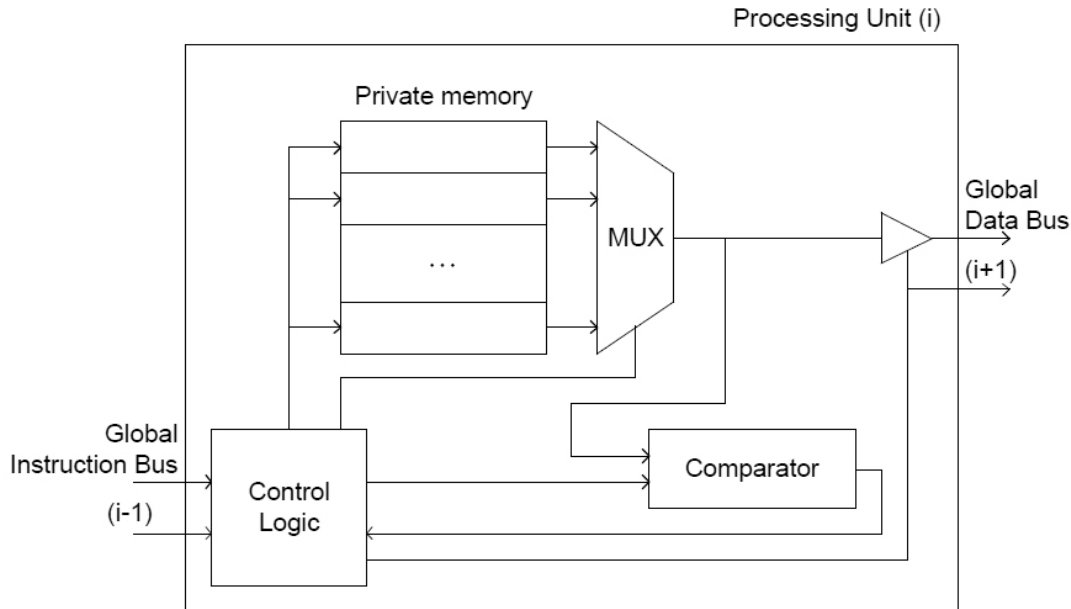 Processing Unit (i)
Private memory
MUX
...
Global
Data Bus
(i+1)
Global
Instruction Bus
(i-1)
Control
Logic
Comparator